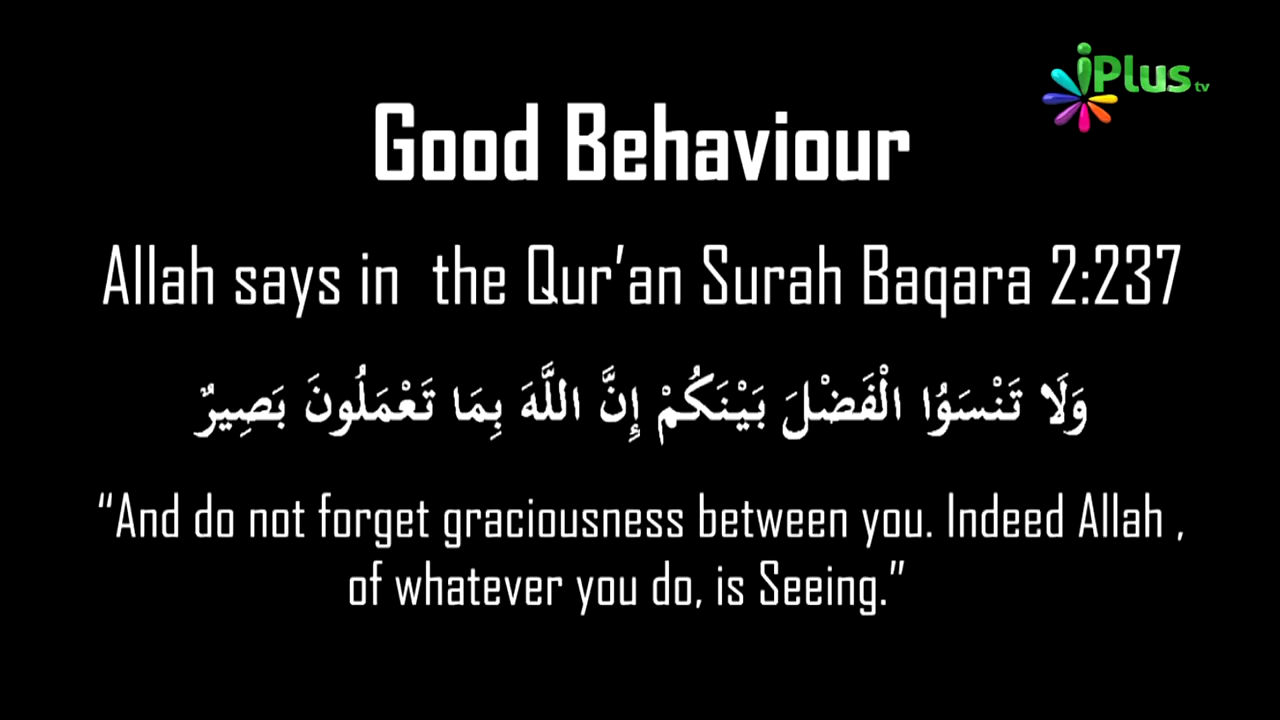 iPlus tv
Good Behaviour
Allah says in the Qur’an Surah Baqara 2:237
وَلَا تَنْسَوُا الْفَضْلَ بَيْنَكُمْ إِنَّ اللَّهَ بِمَا تَعْمَلُونَ بَصِيرٌ
“And do not forget graciousness between you. Indeed Allah ,
of whatever you do, is Seeing.”